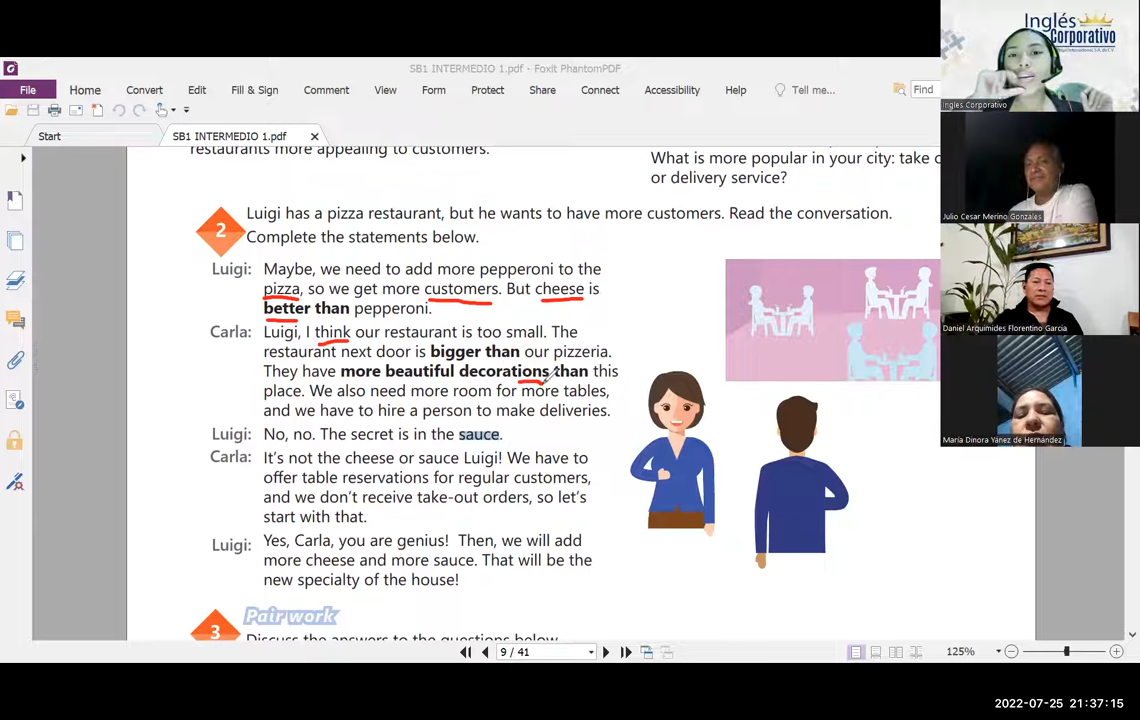 Inglés
Corporativo
SB1 INTERMEDIO 1.pdf - Foxit PhantomPDF
File Home Convert Edit Fill & Sign Comment View Form Protect Share Connect Accessibility Help Tell me... Find
Inglés Corporativo
Start SB1 INTERMEDIO 1.pdf
restaurants more appealing to customers.
What is more popular in your city: take
or delivery service?
Julio Cesar Merino Gonzales
2 Luigi has a pizza restaurant, but he wants to have more customers. Read the conversation.
Complete the statements below.
Luigi: Maybe, we need to add more pepperoni to the
pizza, so we get more customers. But cheese is
better than pepperoni.
Daniel Arquimides Florentino Garcia
Carla: Luigi, I think our restaurant is too small. The
restaurant next door is bigger than our pizzeria.
They have more beautiful decorations than this
place. We also need more room for more tables,
and we have to hire a person to make deliveries.
Luigi: No, no. The secret is in the sauce.
María Dinora Yánez de Hernández
Carla: It's not the cheese or sauce Luigi! We have to
offer table reservations for regular customers,
and we don't receive take-out orders, so let's
start with that.
Luigi: Yes, Carla, you are genius! Then, we will add
more cheese and more sauce. That will be the
new specialty of the house!
Pair work
3 Discuss the answers to the questions below
9 / 41
125%
2022-07-25 21:37:15